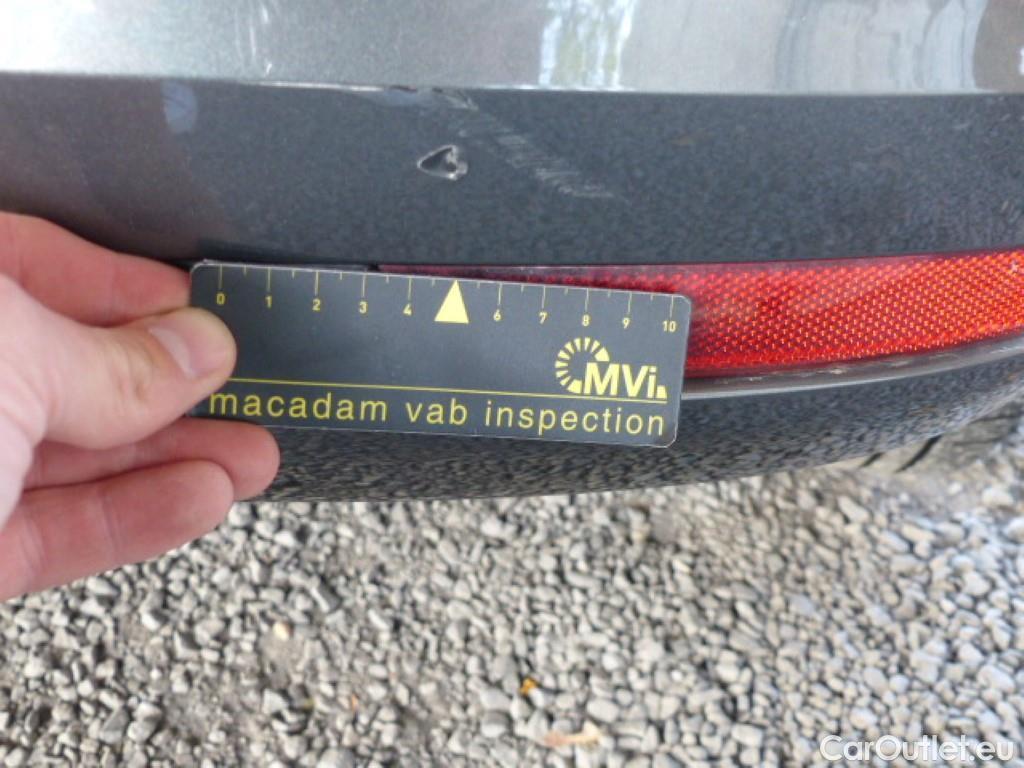 0 1 2 3 4 6 7 8 9 10
MVi
macadam vab inspection
CarOutlet.eu